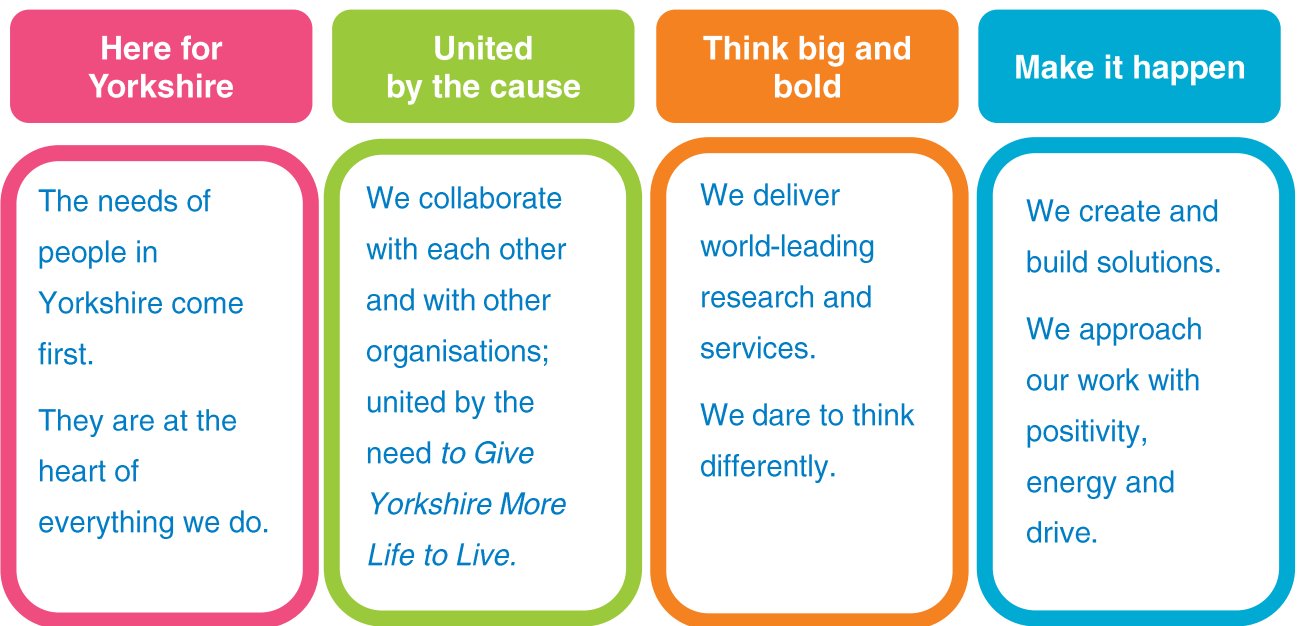 Here for
Yorkshire
The needs of
people in
Yorkshire come
first.
They are at the
heart of
everything we do.
United
by the cause
We collaborate
with each other
and with other
organisations;
united by the
need to Give
Yorkshire More
Life to Live.
Think big and
bold
We deliver
world-leading
research and
services.
We dare to think
differently.
Make it happen
We create and
build solutions.
We approach
our work with
positivity,
energy and
drive.